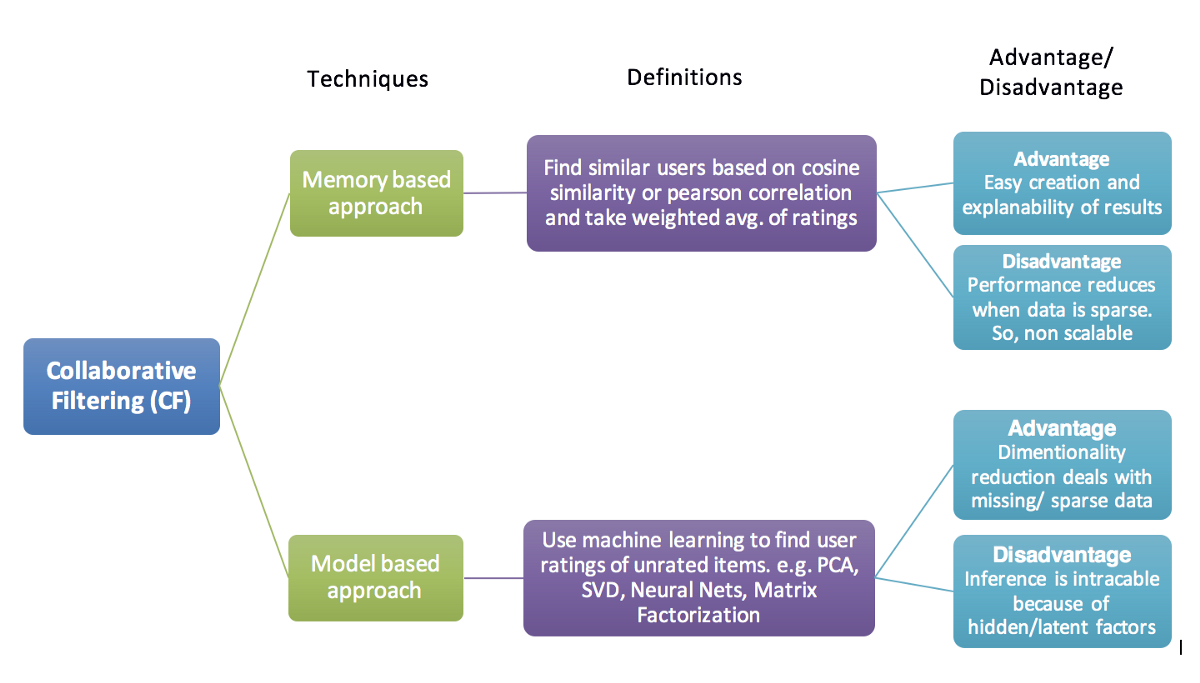 Techniques
Definitions
Advantage/
Disadvantage
Collaborative
Filtering (CF)
Memory based
approach
Find similar users based on cosine
similarity or pearson correlation
and take weighted avg. of ratings
Advantage
Easy creation and
explanability of results
Disadvantage
Performance reduces
when data is sparse.
So, non scalable
Model based
approach
Use machine learning to find user
ratings of unrated items. e.g. PCA,
SVD, Neural Nets, Matrix
Factorization
Advantage
Dimentionality
reduction deals with
missing/ sparse data
Disadvantage
Inference is intracable
because of
hidden/latent factors